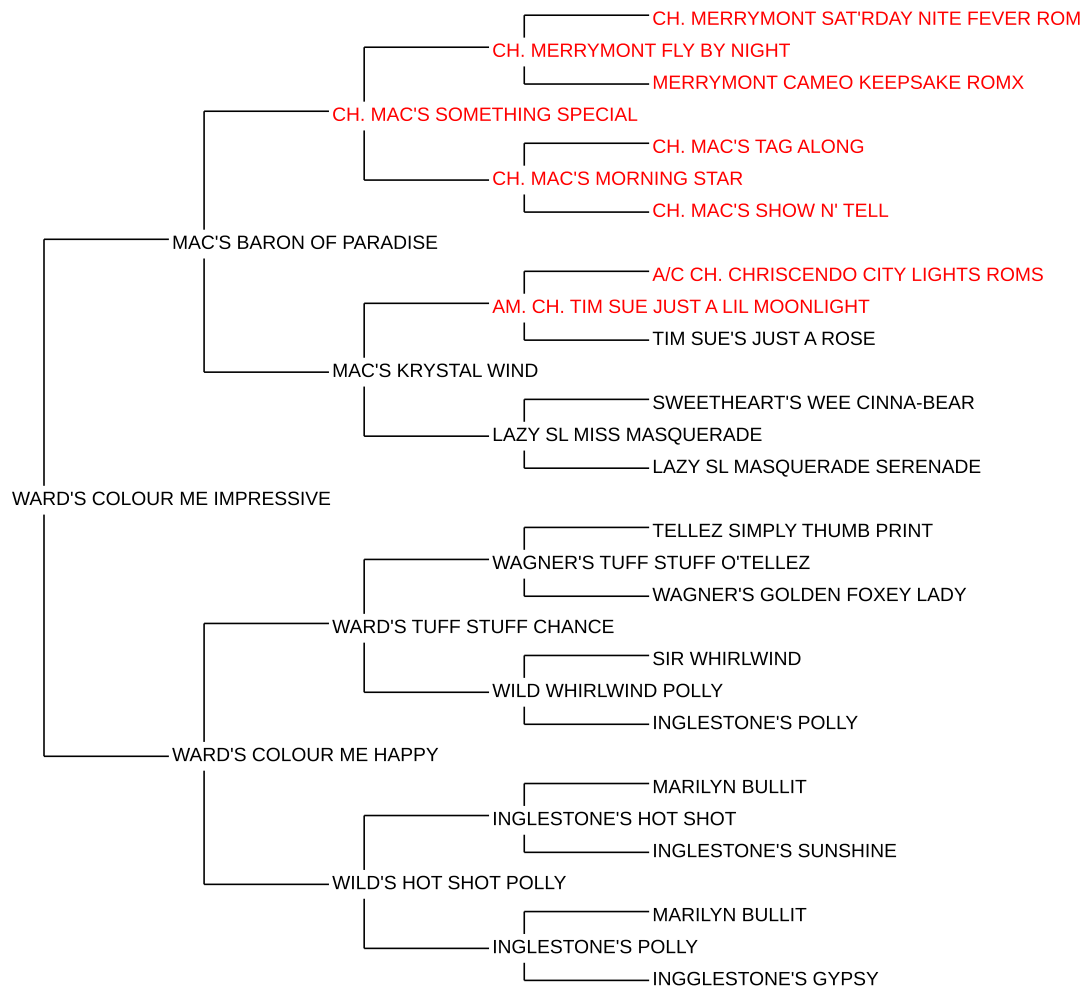 CH. MERRYMONT SAT'RDAY NITE FEVER ROM
CH. MERRYMONT FLY BY NIGHT
MERRYMONT CAMEO KEEPSAKE ROMX
CH. MAC'S SOMETHING SPECIAL
CH. MAC'S TAG ALONG
CH. MAC'S MORNING STAR
CH. MAC'S SHOW N' TELL
MAC'S BARON OF PARADISE
A/C CH. CHRISCENDO CITY LIGHTS ROMS
AM. CH. TIM SUE JUST A LIL MOONLIGHT
TIM SUE'S JUST A ROSE
MAC'S KRYSTAL WIND
SWEETHEART'S WEE CINNA-BEAR
LAZY SL MISS MASQUERADE
LAZY SL MASQUERADE SERENADE
WARD'S COLOUR ME IMPRESSIVE
TELLEZ SIMPLY THUMB PRINT
WAGNER'S TUFF STUFF O'TELLEZ
WAGNER'S GOLDEN FOXEY LADY
WARD'S TUFF STUFF CHANCE
SIR WHIRLWIND
WILD WHIRLWIND POLLY
INGLESTONE'S POLLY
WARD'S COLOUR ME HAPPY
MARILYN BULLIT
INGLESTONE'S HOT SHOT
INGLESTONE'S SUNSHINE
WILD'S HOT SHOT POLLY
MARILYN BULLIT
INGLESTONE'S POLLY
INGGLESTONE'S GYPSY